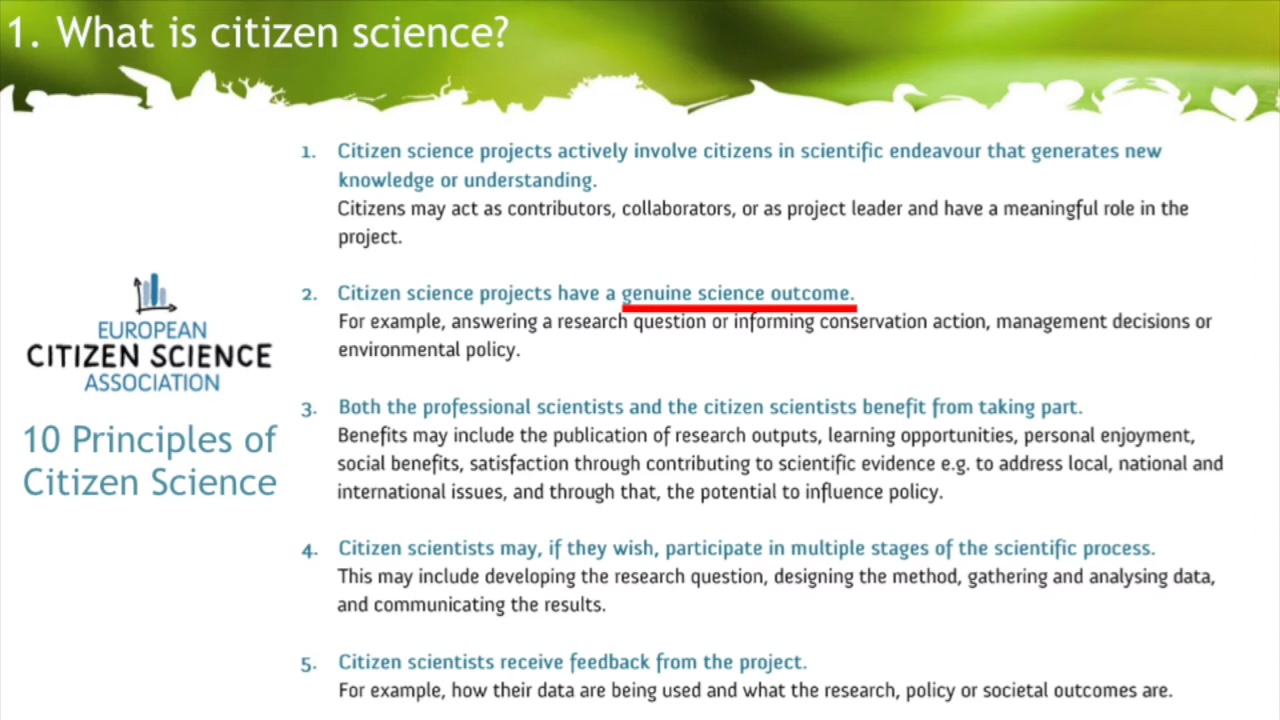 1. What is citizen science?
EUROPEAN
CITIZEN SCIENCE
ASSOCIATION
10 Principles of
Citizen Science
1. Citizen science projects actively involve citizens in scientific endeavour that generates new
knowledge or understanding.
Citizens may act as contributors, collaborators, or as project leader and have a meaningful role in the
project.
2. Citizen science projects have a genuine science outcome.
For example, answering a research question or informing conservation action, management decisions or
environmental policy.
3. Both the professional scientists and the citizen scientists benefit from taking part.
Benefits may include the publication of research outputs, learning opportunities, personal enjoyment,
social benefits, satisfaction through contributing to scientific evidence e.g. to address local, national and
international issues, and through that, the potential to influence policy.
4. Citizen scientists may, if they wish, participate in multiple stages of the scientific process.
This may include developing the research question, designing the method, gathering and analysing data,
and communicating the results.
5. Citizen scientists receive feedback from the project.
For example, how their data are being used and what the research, policy or societal outcomes are.